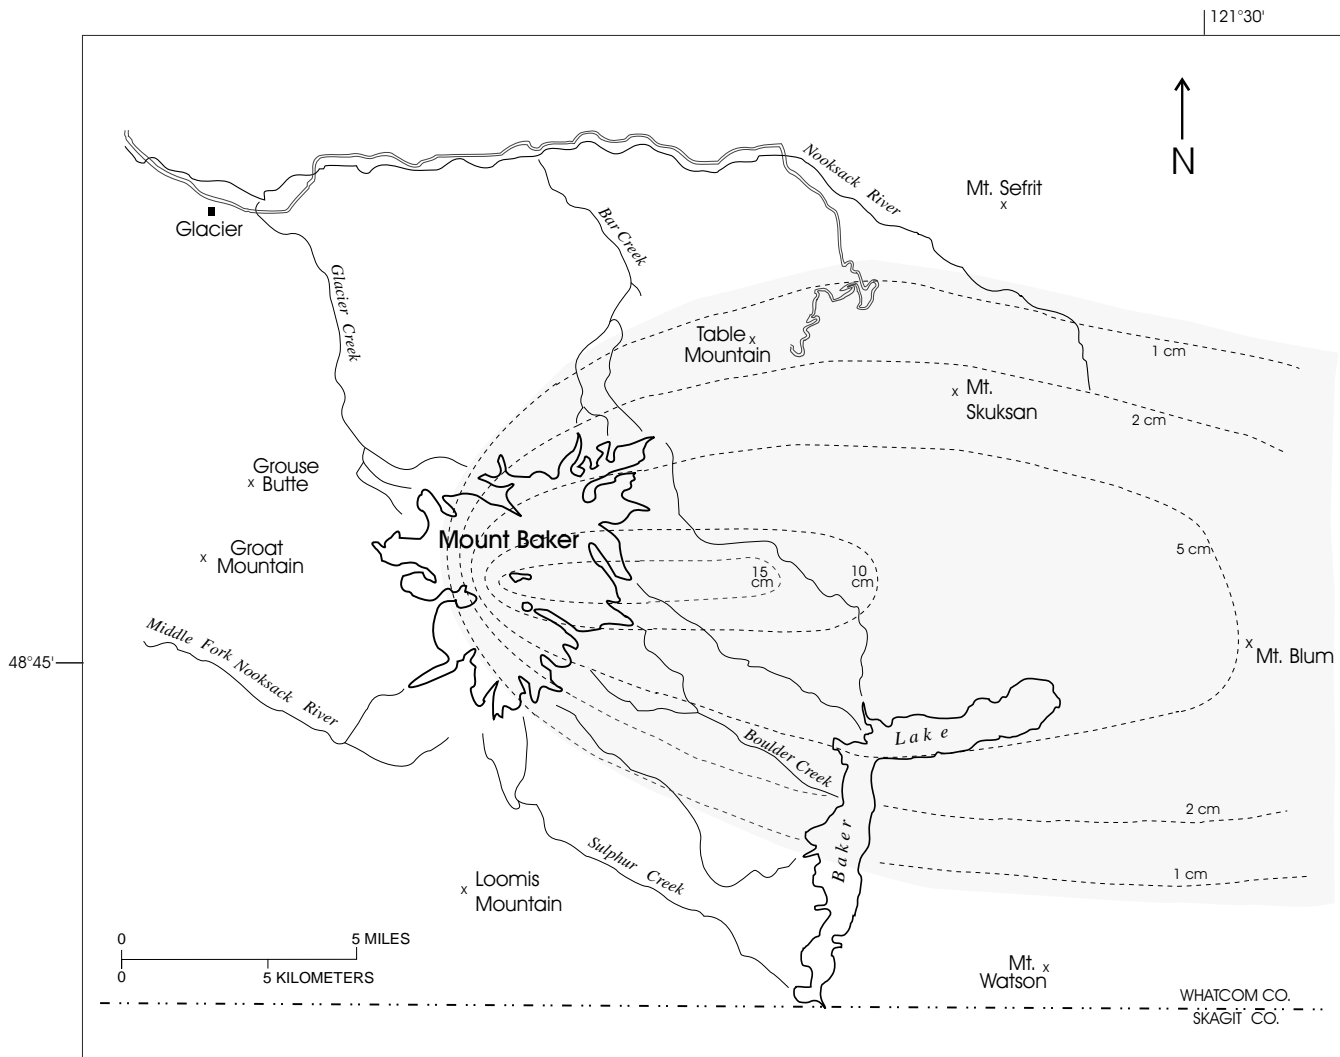 121°30'
N
Nooksack River
Mt. Sefrit
Glacier
Bar Creek
Glacier Creek
Table
Mountain
1 cm
Mt.
Skuksan
2 cm
Grouse
Butte
Mount Baker
5 cm
Groat
Mountain
15
cm
10
cm
Middle Fork Nooksack River
48°45'
Mt. Blum
Lake
Boulder Creek
2 cm
Baker
Sulphur Creek
1 cm
Loomis
Mountain
0 5 MILES
0 5 KILOMETERS
Mt.
Watson
WHATCOM CO.
SKAGIT CO.